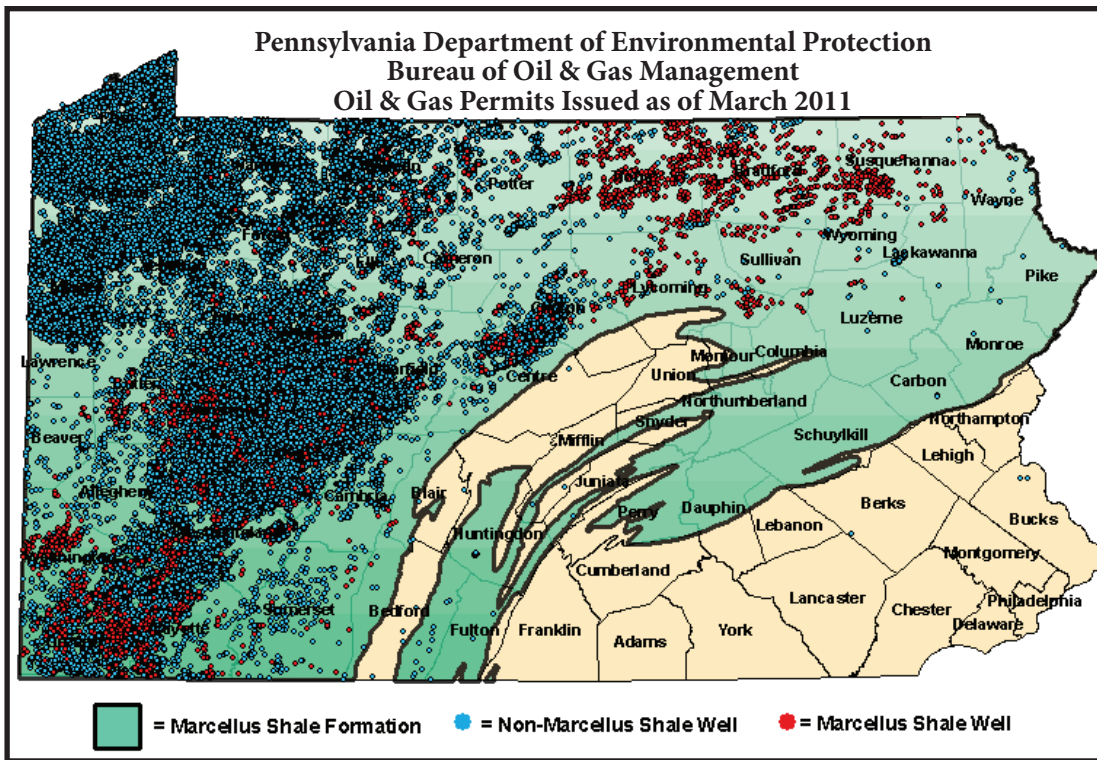 Pennsylvania Department of Environmental Protection
Bureau of Oil & Gas Management
Oil & Gas Permits Issued as of March 2011
Susquehanna
Bradford
Tioga
Potter
Wayne
Wyoming
Lackawanna
Sullivan
Cameron
Elk
Pike
Lycoming
Clinton
Luzerne
Monroe
Lawrence
Columbia
Montour
Centre
Union
Carbon
Northumberland
Northampton
Snyder
Beaver
Mifflin
Schuylkill
Lehigh
Allegheny
Juniata
Cambria
Blair
Perry
Dauphin
Berks
Bucks
Lebanon
Huntingdon
Montgomery
Cumberland
Lancaster
Philadelphia
Somerset
Bedford
Chester
Delaware
Fulton
Franklin
Adams
York
= Marcellus Shale Formation
= Non-Marcellus Shale Well
= Marcellus Shale Well